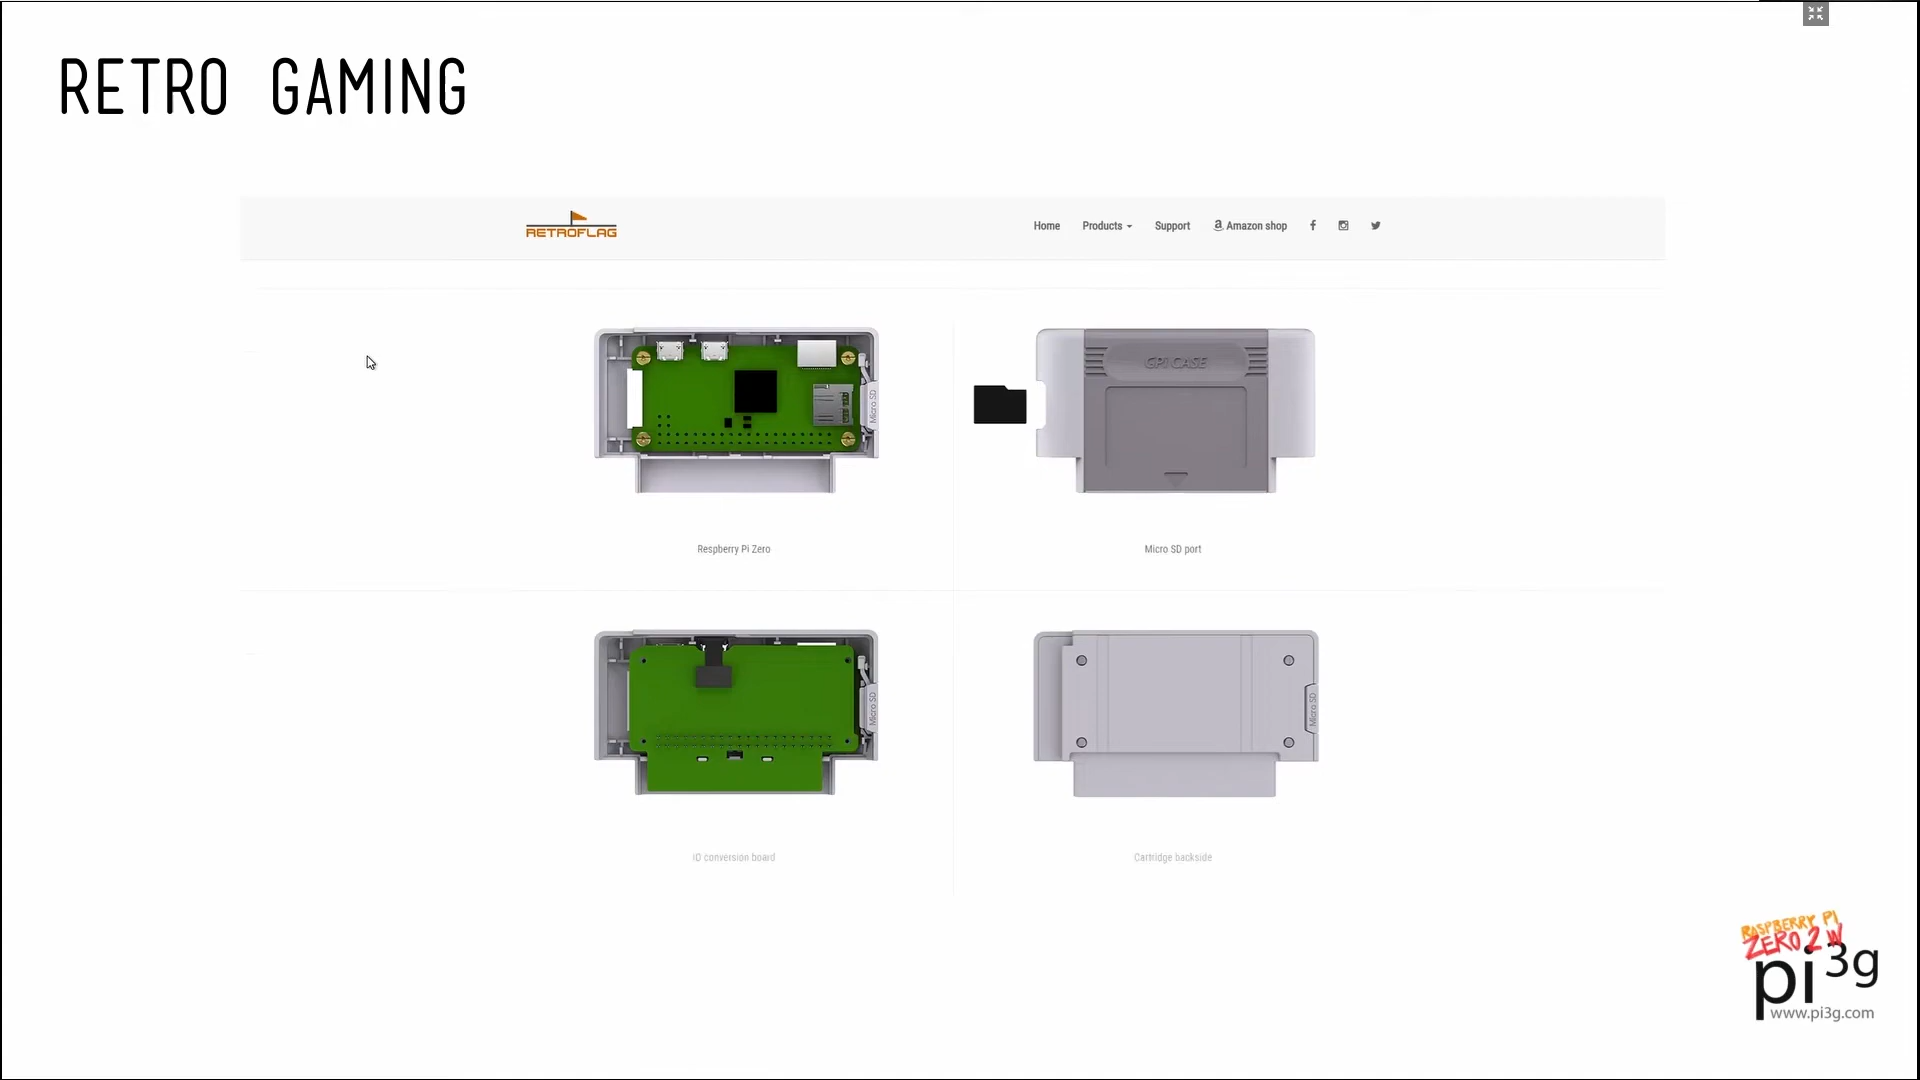 RETRO GAMING
RETROFLAG
Home Products Support Amazon shop
Micro SD
GPi CASE
Respberry Pi Zero
Micro SD port
Micro SD
Micro SD
IO conversion board
Cartridge backside
RASPBERRY PI
ZERO 2 W
pi3g
www.pi3g.com